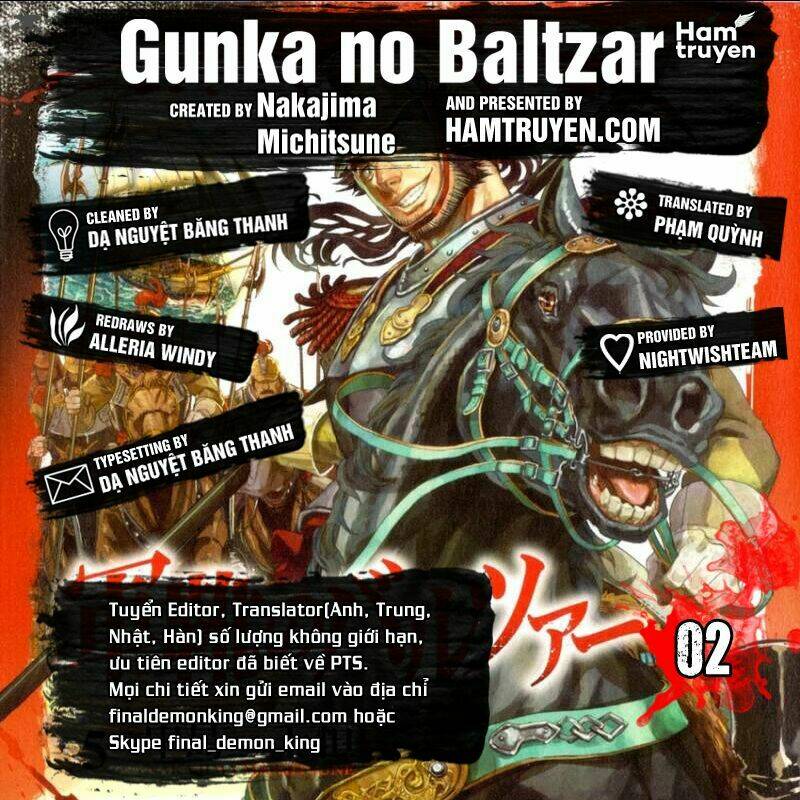 Gunka no Baltzar
Ham
truyen
CREATED BY Nakajima
Michitsune
AND PRESENTED BY
HAMTRUYEN.COM
CLEANED BY
DẠ NGUYỆT BĂNG THANH
TRANSLATED BY
PHẠM QUỲNH
REDRAWS BY
ALLERIA WINDY
PROVIDED BY
NIGHTWISHTEAM
TYPESETTING BY
DẠ NGUYỆT BĂNG THANH
ツァー
02
Tuyển Editor, Translator(Anh, Trung,
Nhật, Hàn) số lượng không giới hạn,
ưu tiên editor đã biết về PTS.
Mọi chi tiết xin gửi email vào địa chỉ
finaldemonking@gmail.com hoặc
Skype final_demon_king